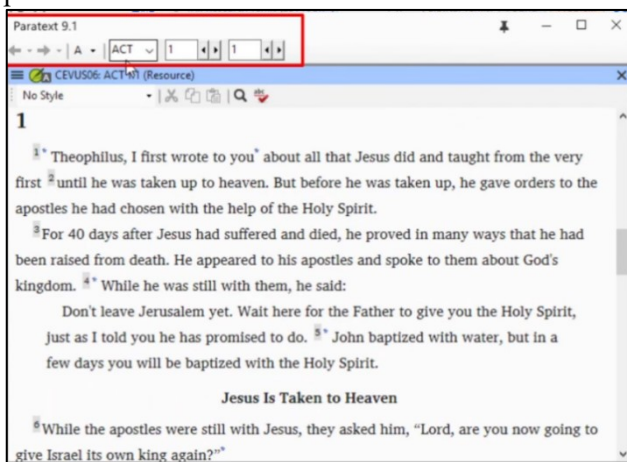 Paratext 9.1
A ACT 1 1
CEVUS06: ACT N1 (Resource)
No Style
1
1* Theophilus, I first wrote to you* about all that Jesus did and taught from the very
first 2until he was taken up to heaven. But before he was taken up, he gave orders to the
apostles he had chosen with the help of the Holy Spirit.
3For 40 days after Jesus had suffered and died, he proved in many ways that he had
been raised from death. He appeared to his apostles and spoke to them about God's
kingdom. 4* While he was still with them, he said:
Don't leave Jerusalem yet. Wait here for the Father to give you the Holy Spirit,
just as I told you he has promised to do. 5* John baptized with water, but in a
few days you will be baptized with the Holy Spirit.
Jesus Is Taken to Heaven
6While the apostles were still with Jesus, they asked him, “Lord, are you now going to
give Israel its own king again?”*